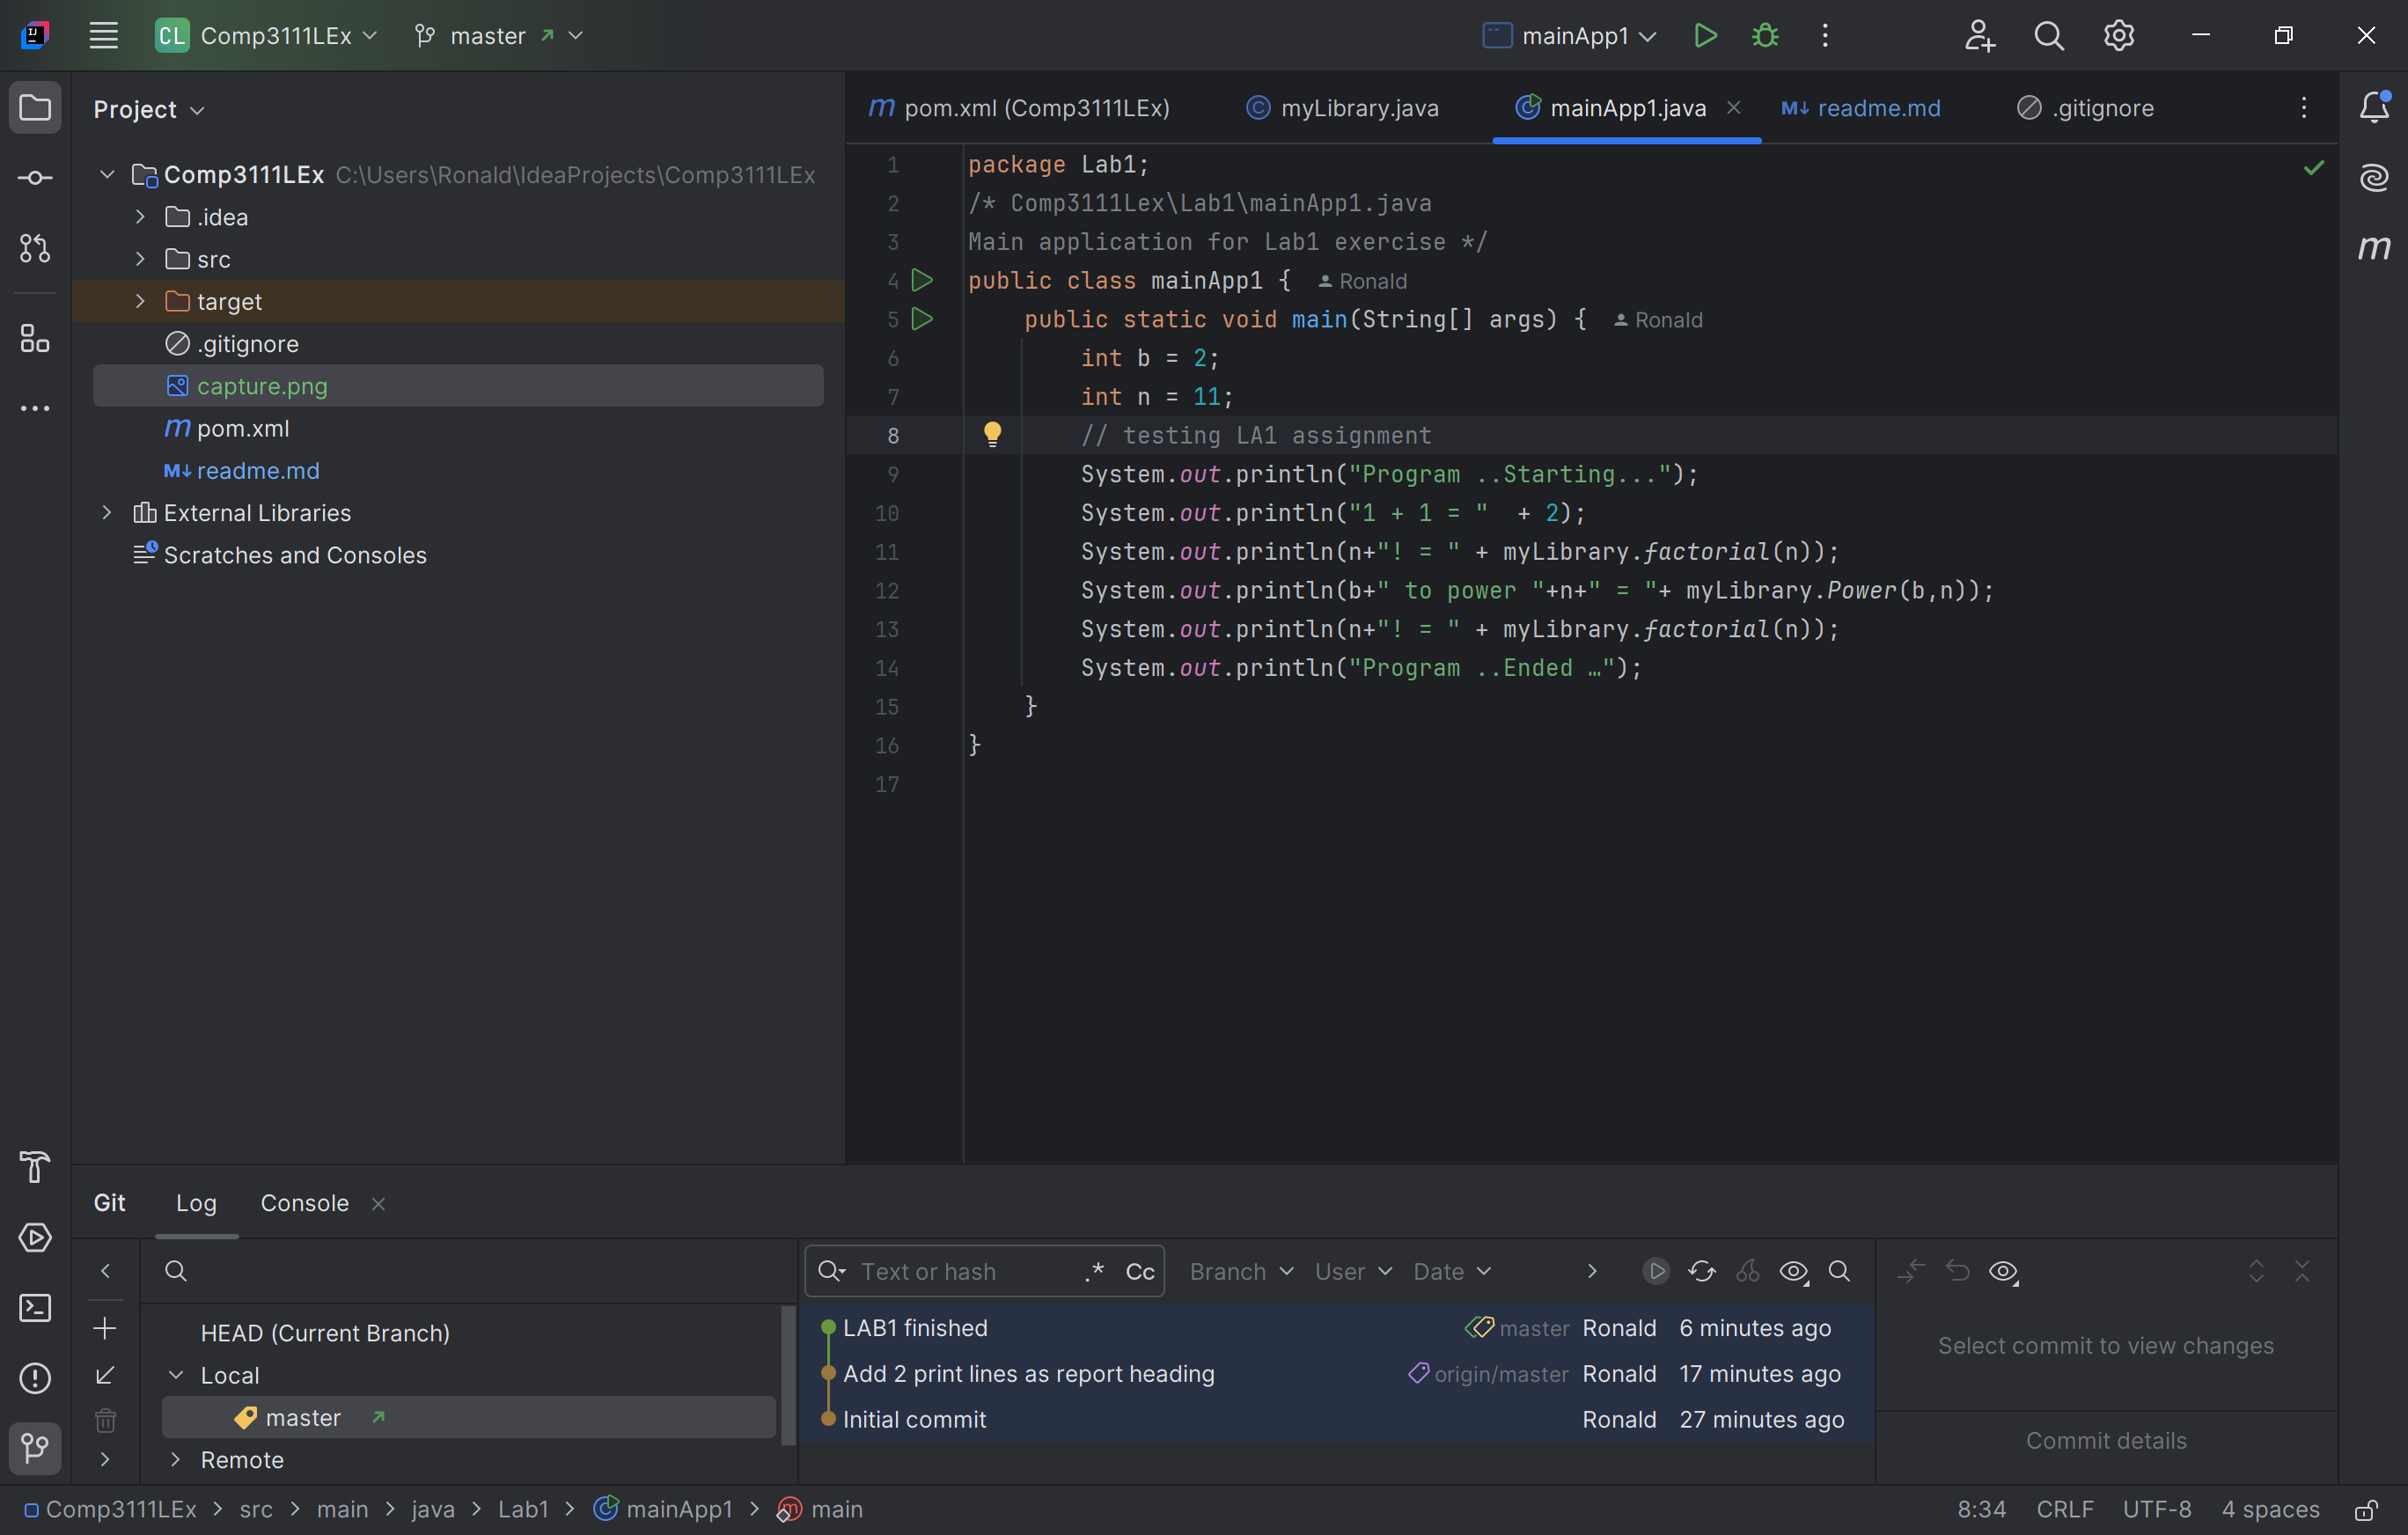 CL Comp3111LEx master mainApp1
Project
Comp3111LEx C:\Users\Ronald\IdeaProjects\Comp3111LEx
.idea
src
target
.gitignore
capture.png
m pom.xml
M↓ readme.md
External Libraries
Scratches and Consoles
m pom.xml (Comp3111LEx) myLibrary.java mainApp1.java M↓ readme.md .gitignore
1 package Lab1;
2 /* Comp3111Lex\Lab1\mainApp1.java
3 Main application for Lab1 exercise */
4 public class mainApp1 { Ronald
5 public static void main(String[] args) { Ronald
6 int b = 2;
7 int n = 11;
8 // testing LA1 assignment
9 System.out.println("Program ..Starting...");
10 System.out.println("1 + 1 = "  + 2);
11 System.out.println(n+"! = " + myLibrary.factorial(n));
12 System.out.println(b+" to power "+n+" = "+ myLibrary.Power(b,n));
13 System.out.println(n+"! = " + myLibrary.factorial(n));
14 System.out.println("Program ..Ended …");
15 }
16 }
17
m
Git Log Console
HEAD (Current Branch)
Local
master
Remote
Text or hash .* Cc Branch User Date
LAB1 finished master Ronald 6 minutes ago
Add 2 print lines as report heading origin/master Ronald 17 minutes ago
Initial commit Ronald 27 minutes ago
Select commit to view changes
Commit details
Comp3111LEx > src > main > java > Lab1 > mainApp1 > main 8:34 CRLF UTF-8 4 spaces